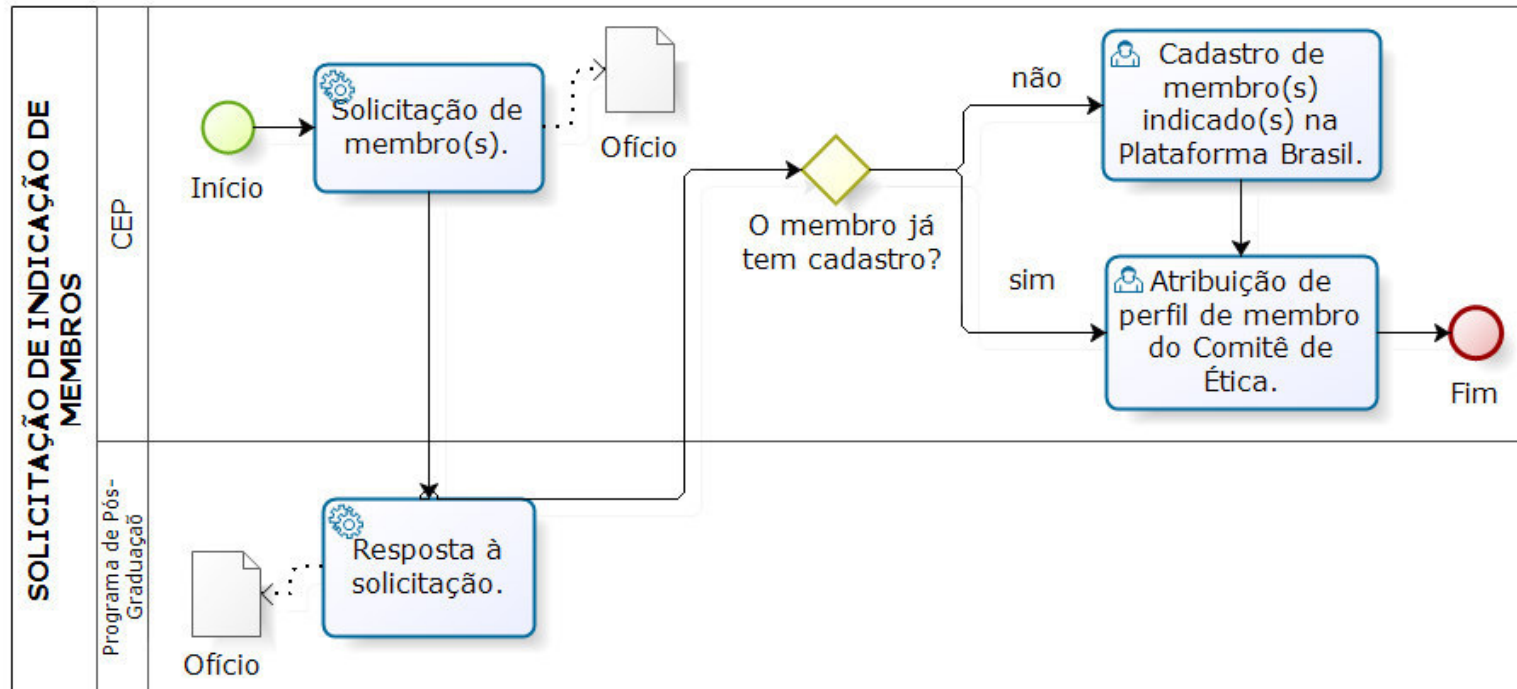 SOLICITAÇÃO DE INDICAÇÃO DE
MEMBROS
CEP
Início
Solicitação de
membro(s).
Ofício
O membro já
tem cadastro?
não
sim
Cadastro de
membro(s)
indicado(s) na
Plataforma Brasil.
Atribuição de
perfil de membro
do Comitê de
Ética.
Fim
Programa de Pós-
Graduaçõ
Resposta à
solicitação.
Ofício